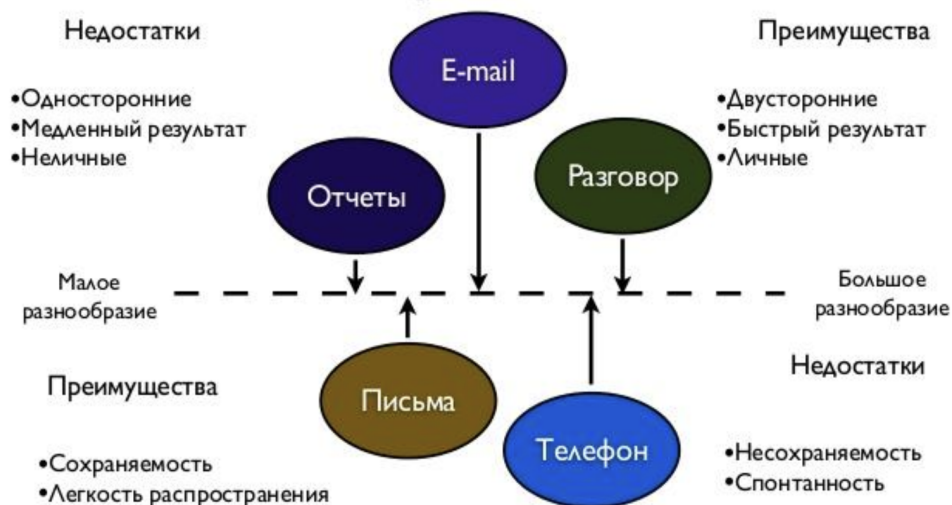 Недостатки
•Односторонние
•Медленный результат
•Неличные
E-mail
Отчеты
Разговор
Преимущества
•Двусторонние
•Быстрый результат
•Личные
Малое
разнообразие
Большое
разнообразие
Преимущества
•Сохраняемость
•Легкость распространения
Письма
Телефон
Недостатки
•Несохраняемость
•Спонтанность